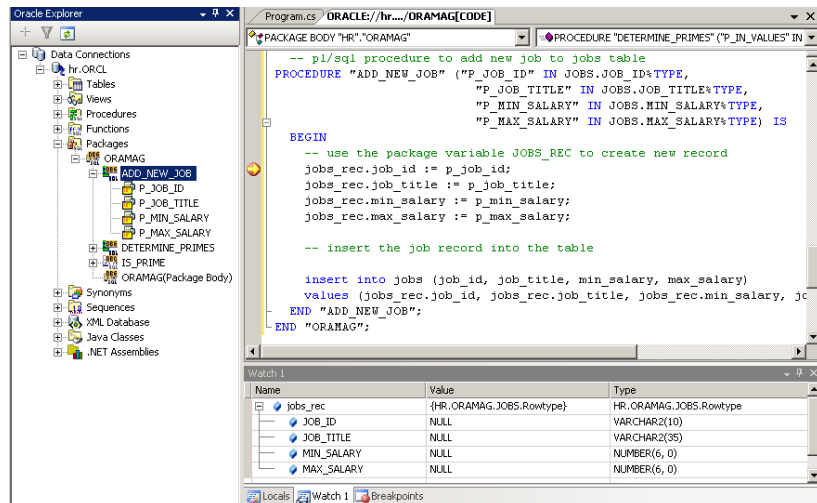 Oracle Explorer
Data Connections
hr.ORCL
Tables
Views
Procedures
Functions
Packages
ORAMAG
ADD_NEW_JOB
P_JOB_ID
P_JOB_TITLE
P_MIN_SALARY
P_MAX_SALARY
DETERMINE_PRIMES
IS_PRIME
ORAMAG(Package Body)
Synonyms
Sequences
XML Database
Java Classes
.NET Assemblies
Program.cs ORACLE://hr..../ORAMAG[CODE]
PACKAGE BODY "HR"."ORAMAG" PROCEDURE "DETERMINE_PRIMES" ("P_IN_VALUES" IN
-- pl/sql procedure to add new job to jobs table
PROCEDURE "ADD_NEW_JOB" ("P_JOB_ID" IN JOBS.JOB_ID%TYPE,
"P_JOB_TITLE" IN JOBS.JOB_TITLE%TYPE,
"P_MIN_SALARY" IN JOBS.MIN_SALARY%TYPE,
"P_MAX_SALARY" IN JOBS.MAX_SALARY%TYPE) IS
BEGIN
-- use the package variable JOBS_REC to create new record
jobs_rec.job_id := p_job_id;
jobs_rec.job_title := p_job_title;
jobs_rec.min_salary := p_min_salary;
jobs_rec.max_salary := p_max_salary;
-- insert the job record into the table
insert into jobs (job_id, job_title, min_salary, max_salary)
values (jobs_rec.job_id, jobs_rec.job_title, jobs_rec.min_salary, jo
END "ADD_NEW_JOB";
END "ORAMAG";
Watch 1
Name Value Type
jobs_rec {HR.ORAMAG.JOBS.Rowtype} HR.ORAMAG.JOBS.Rowtype
JOB_ID NULL VARCHAR2(10)
JOB_TITLE NULL VARCHAR2(35)
MIN_SALARY NULL NUMBER(6, 0)
MAX_SALARY NULL NUMBER(6, 0)
Locals Watch 1 Breakpoints